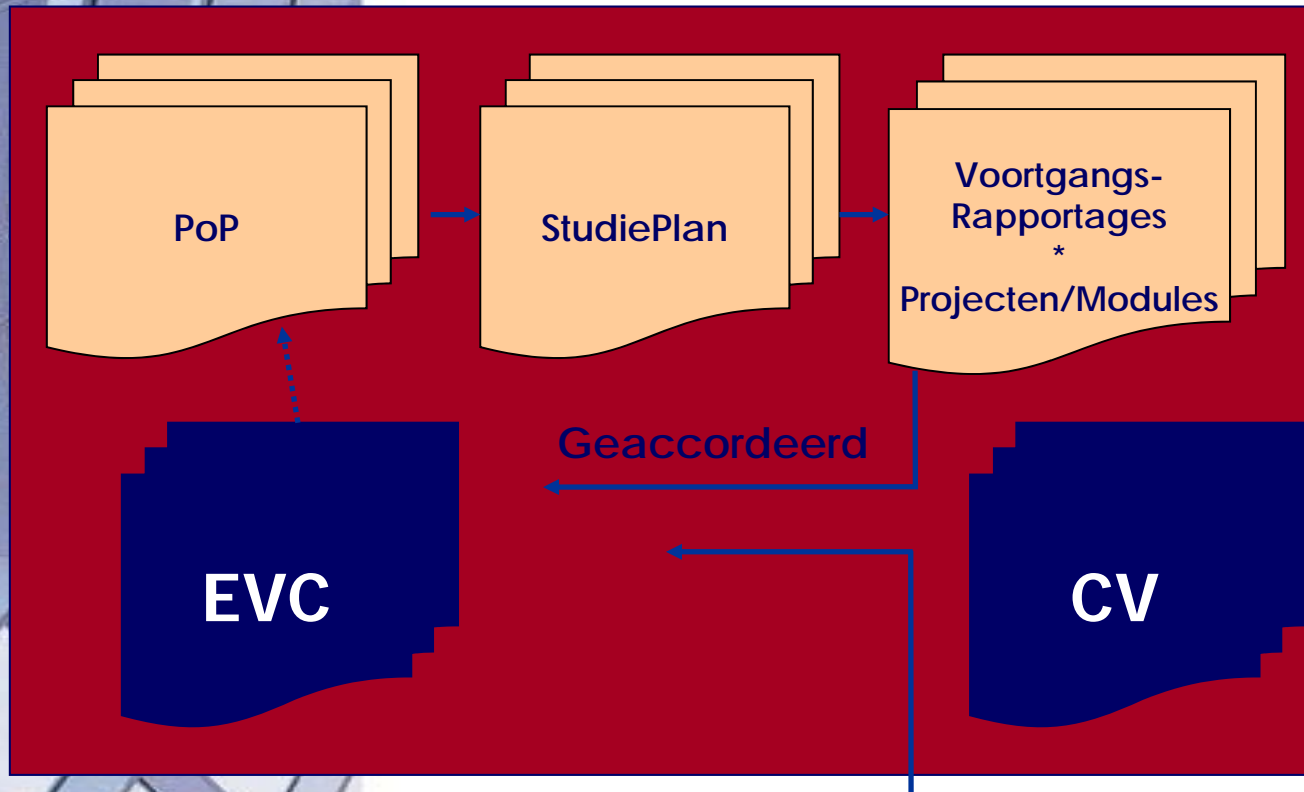 PoP
StudiePlan
Voortgangs-
Rapportages
*
Projecten/Modules
Geaccordeerd
EVC
CV